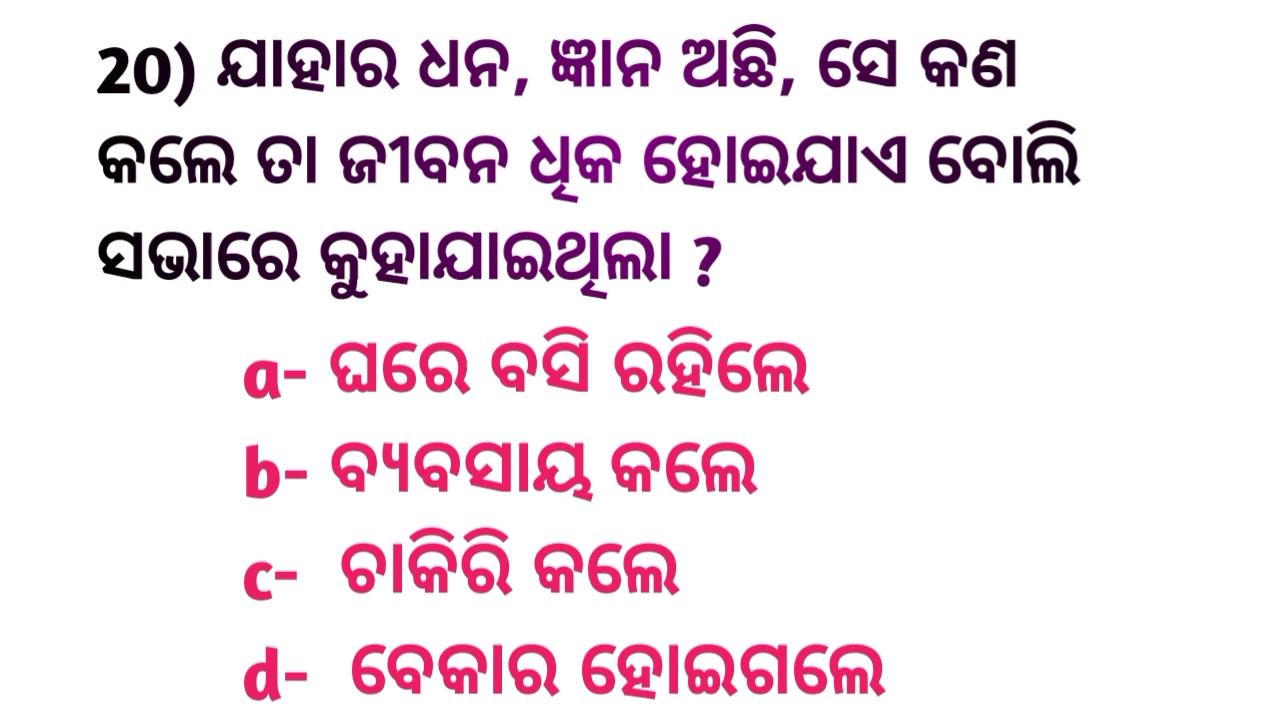 20) ଯାହାର ଧନ, ଜ୍ଞାନ ଅଛି, ସେ କଣ
କଲେ ତା ଜୀବନ ଧିକ ହୋଇଯାଏ ବୋଲି
ସଭାରେ କୁହାଯାଇଥିଲା ?
a- ଘରେ ବସି ରହିଲେ
b- ବ୍ୟବସାୟ କଲେ
c- ଚାକିରି କଲେ
d- ବେକାର ହୋଇଗଲେ